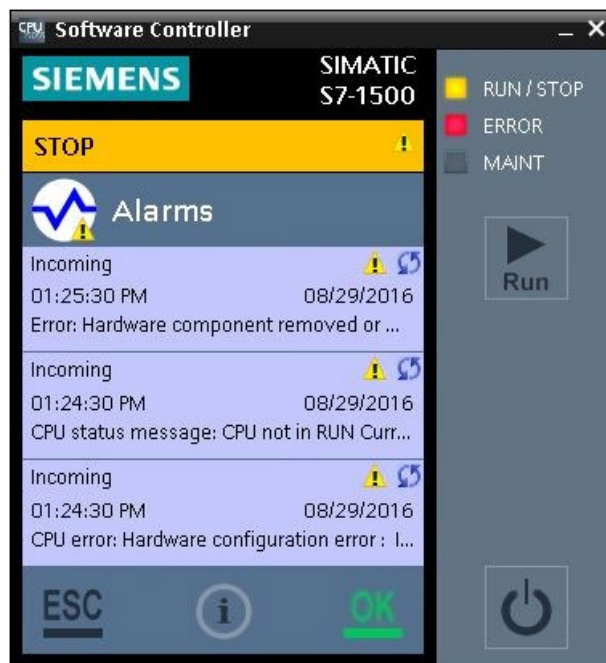 CPU Software Controller
SIEMENS
SIMATIC
S7-1500
RUN / STOP
ERROR
MAINT
STOP
Alarms
Incoming
01:25:30 PM 08/29/2016
Error: Hardware component removed or ...
Incoming
01:24:30 PM 08/29/2016
CPU status message: CPU not in RUN Curr...
Incoming
01:24:30 PM 08/29/2016
CPU error: Hardware configuration error : I...
Run
ESC
i
OK